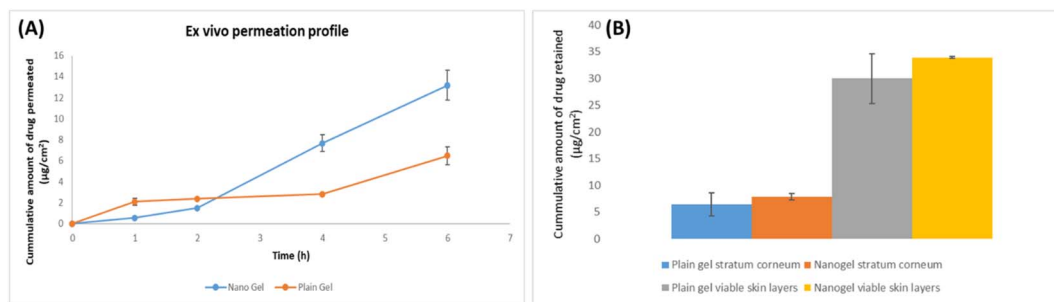 (A)
Ex vivo permeation profile
Cummulative amount of drug permeated
(µg/cm²)
16
14
12
10
8
6
4
2
0
0 1 2 3 4 5 6 7
Time (h)
Nano Gel Plain Gel
(B)
Cummulative amount of drug retained
(µg/cm²)
40
35
30
25
20
15
10
5
0
Plain gel stratum corneum Nanogel stratum corneum
Plain gel viable skin layers Nanogel viable skin layers